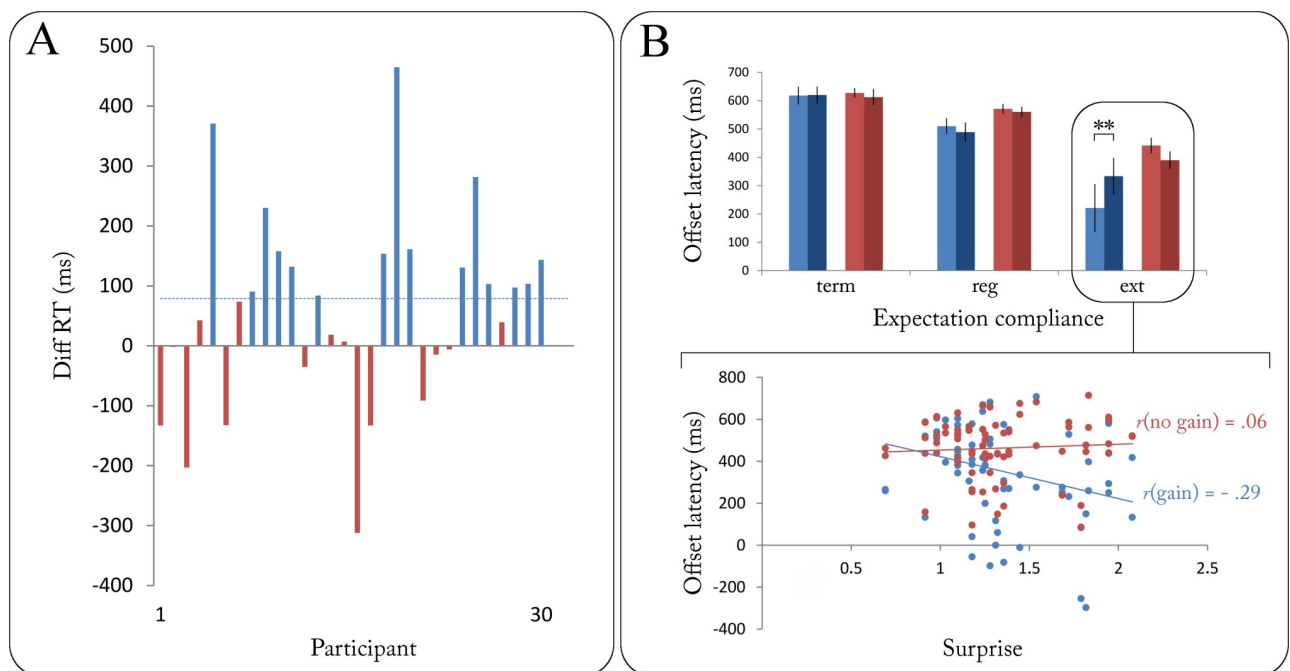 A
500
400
300
200
100
0
-100
-200
-300
-400
Diff RT (ms)
1
30
Participant
B
700
600
500
400
300
200
100
0
Offset latency (ms)
**
term
reg
ext
Expectation compliance
800
600
400
200
0
-200
-400
Offset latency (ms)
r(no gain) = .06
r(gain) = - .29
0.5
1
1.5
2
2.5
Surprise